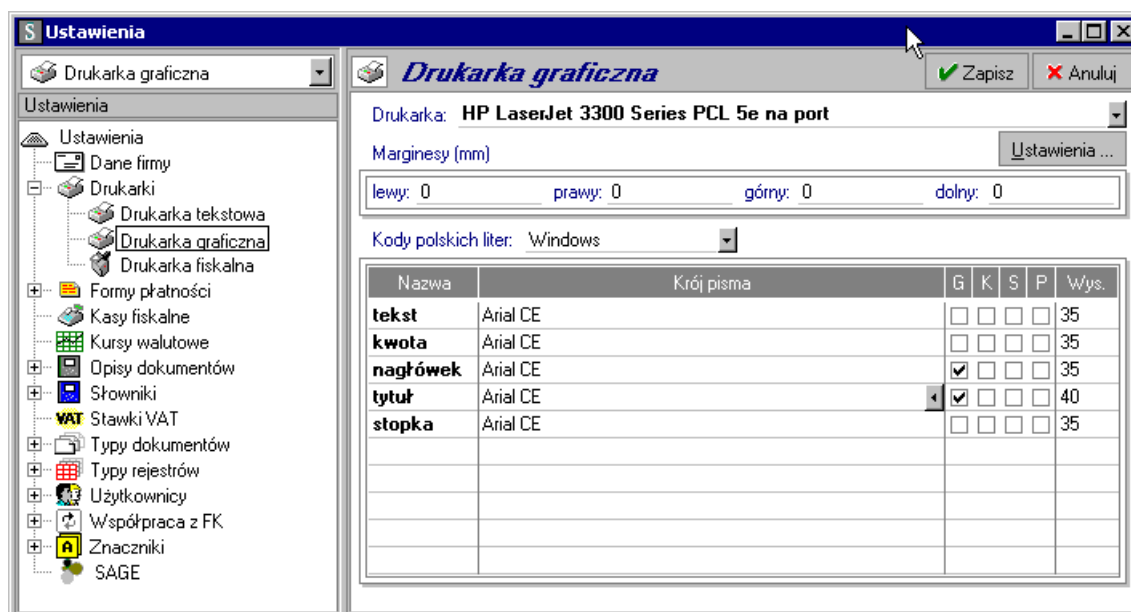 S Ustawienia
Drukarka graficzna
Ustawienia
Ustawienia
Dane firmy
Drukarki
Drukarka tekstowa
Drukarka graficzna
Drukarka fiskalna
Formy płatności
Kasy fiskalne
Kursy walutowe
Opisy dokumentów
Słowniki
VAT Stawki VAT
Typy dokumentów
Typy rejestrów
Użytkownicy
Współpraca z FK
A Znaczniki
SAGE
Drukarka graficzna
Zapisz
Anuluj
Drukarka: HP LaserJet 3300 Series PCL 5e na port
Marginesy (mm)
Ustawienia ...
lewy: 0 prawy: 0 górny: 0 dolny: 0
Kody polskich liter: Windows
Nazwa Krój pisma G K S P Wys.
tekst Arial CE 35
kwota Arial CE 35
nagłówek Arial CE 35
tytuł Arial CE 40
stopka Arial CE 35